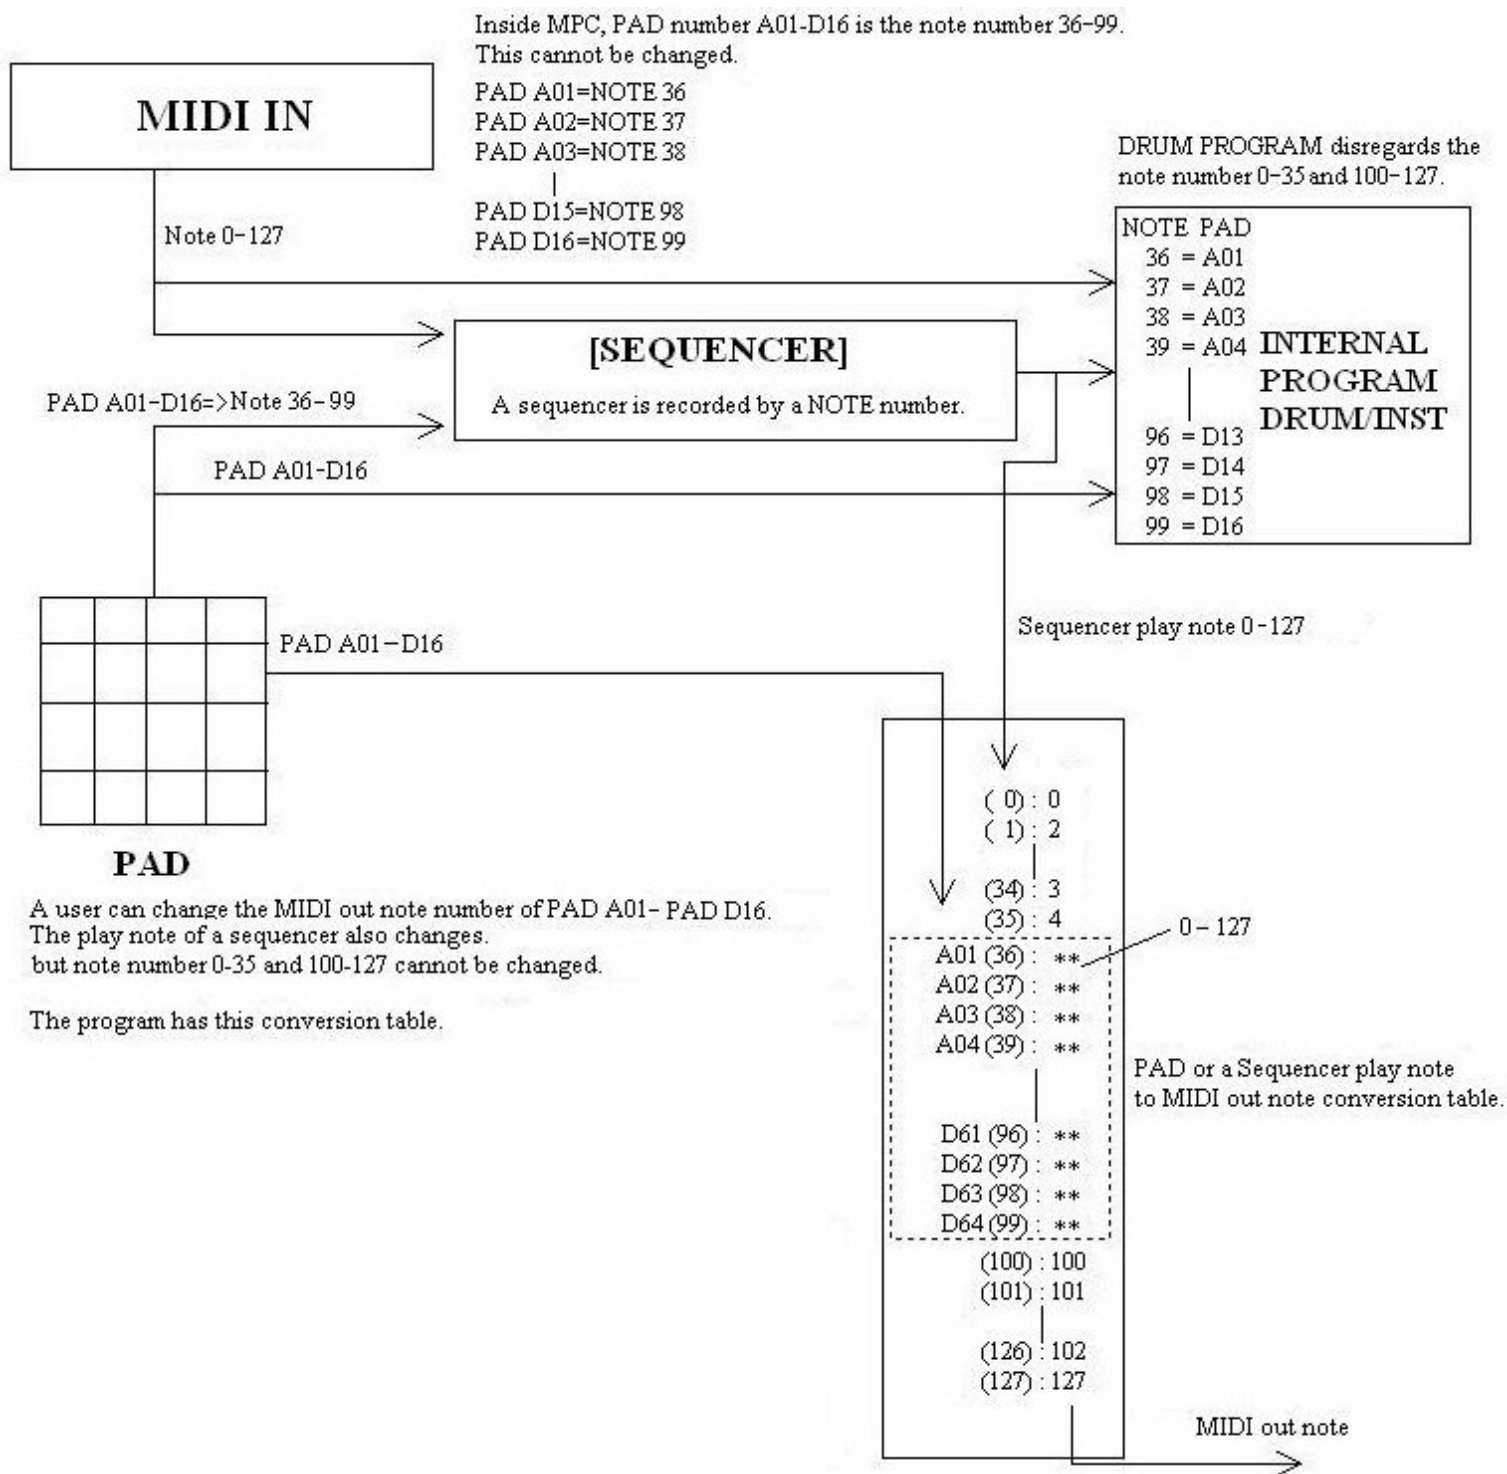 Inside MPC, PAD number A01-D16 is the note number 36-99.
This cannot be changed.
PAD A01=NOTE 36
PAD A02=NOTE 37
PAD A03=NOTE 38
PAD D15=NOTE 98
PAD D16=NOTE 99
MIDI IN
Note 0-127
DRUM PROGRAM disregards the
note number 0-35 and 100-127.
NOTE PAD
36 = A01
37 = A02
38 = A03
39 = A04
96 = D13
97 = D14
98 = D15
99 = D16
INTERNAL
PROGRAM
DRUM/INST
[SEQUENCER]
A sequencer is recorded by a NOTE number.
PAD A01-D16=>Note 36-99
PAD A01-D16
PAD A01-D16
Sequencer play note 0-127
PAD
A user can change the MIDI out note number of PAD A01- PAD D16.
The play note of a sequencer also changes.
but note number 0-35 and 100-127 cannot be changed.
The program has this conversion table.
( 0) : 0
( 1) : 2
(34) : 3
(35) : 4
A01 (36) : **
A02 (37) : **
A03 (38) : **
A04 (39) : **
D61 (96) : **
D62 (97) : **
D63 (98) : **
D64 (99) : **
(100) : 100
(101) : 101
(126) : 102
(127) : 127
0-127
PAD or a Sequencer play note
to MIDI out note conversion table.
MIDI out note